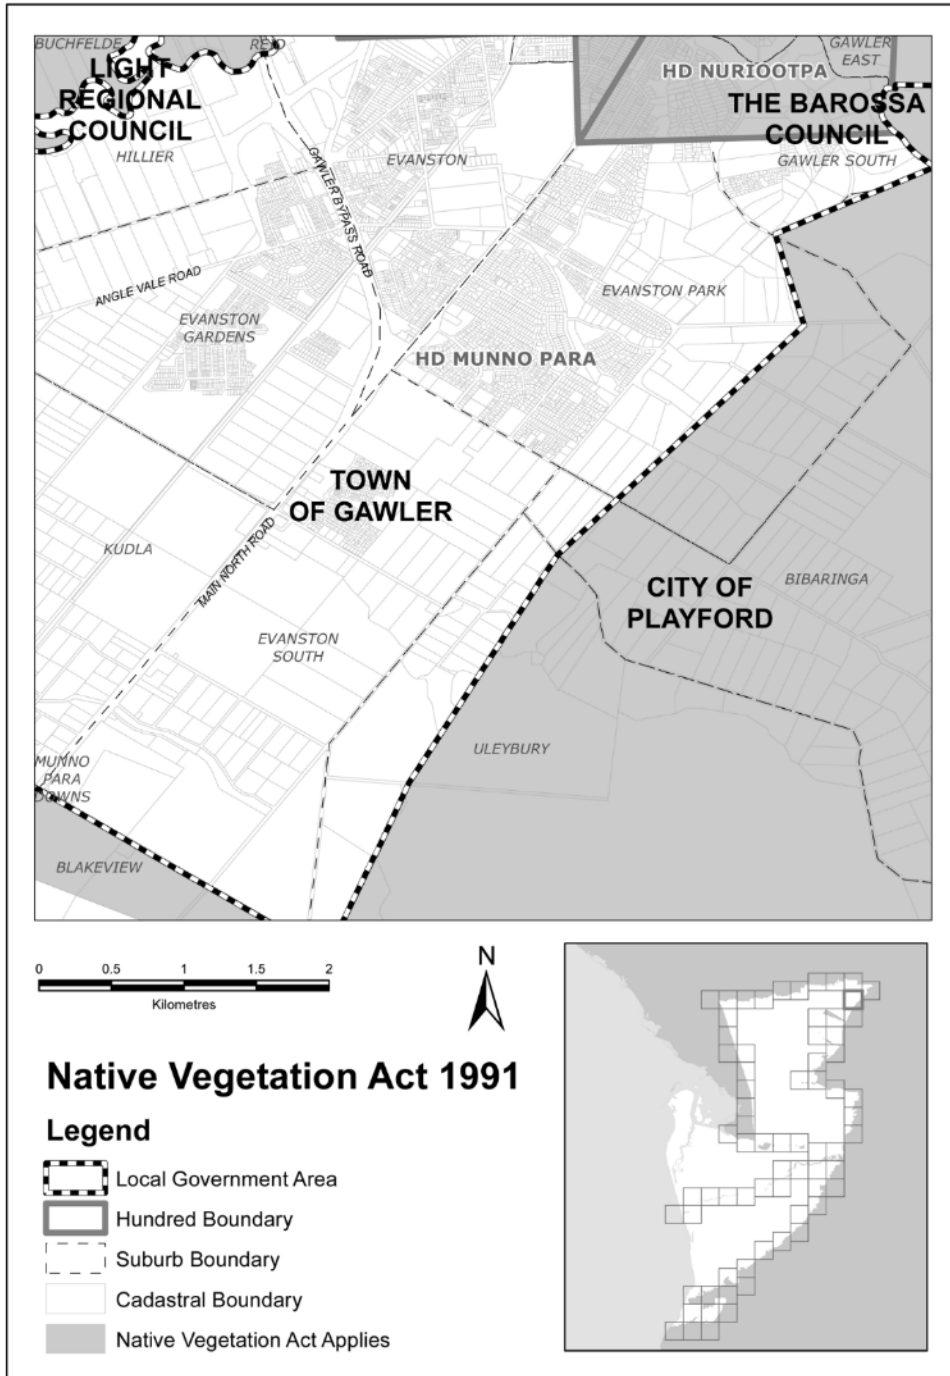 BUCHFELDE
REID
LIGHT
REGIONAL
COUNCIL
HILLIER
GAWLER
EAST
HD NURIOOTPA
THE BAROSSA
COUNCIL
GAWLER SOUTH
EVANSTON
GAWLER BYPASS ROAD
ANGLE VALE ROAD
EVANSTON
GARDENS
EVANSTON PARK
HD MUNNO PARA
TOWN
OF GAWLER
KUDLA
MAIN NORTH ROAD
CITY OF
PLAYFORD
BIBARINGA
EVANSTON
SOUTH
ULEYBURY
MUNNO
PARA
DOWNS
BLAKEVIEW
0 0.5 1 1.5 2
Kilometres
N
Native Vegetation Act 1991
Legend
Local Government Area
Hundred Boundary
Suburb Boundary
Cadastral Boundary
Native Vegetation Act Applies